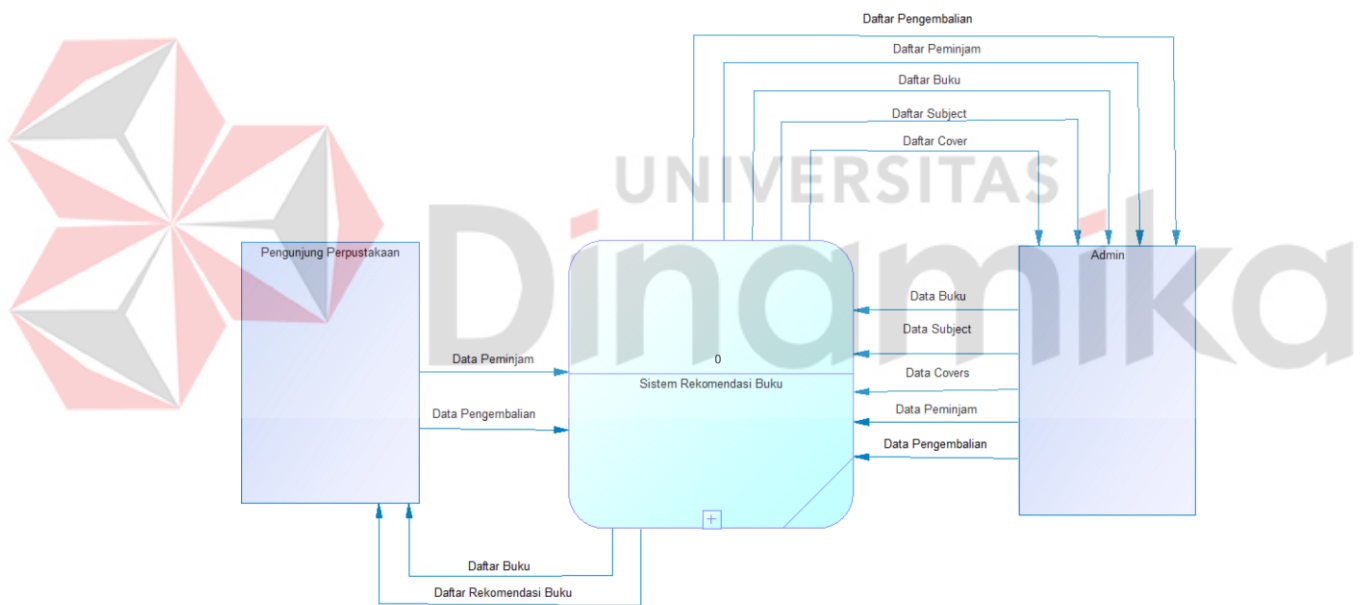 Daftar Pengembalian
Daftar Peminjam
Daftar Buku
Daftar Subject
Daftar Cover
UNIVERSITAS
Dinamika
Pengunjung Perpustakaan
Admin
Data Buku
Data Subject
0
Data Peminjam
Data Covers
Sistem Rekomendasi Buku
Data Pengembalian
Data Peminjam
Data Pengembalian
Daftar Buku
Daftar Rekomendasi Buku